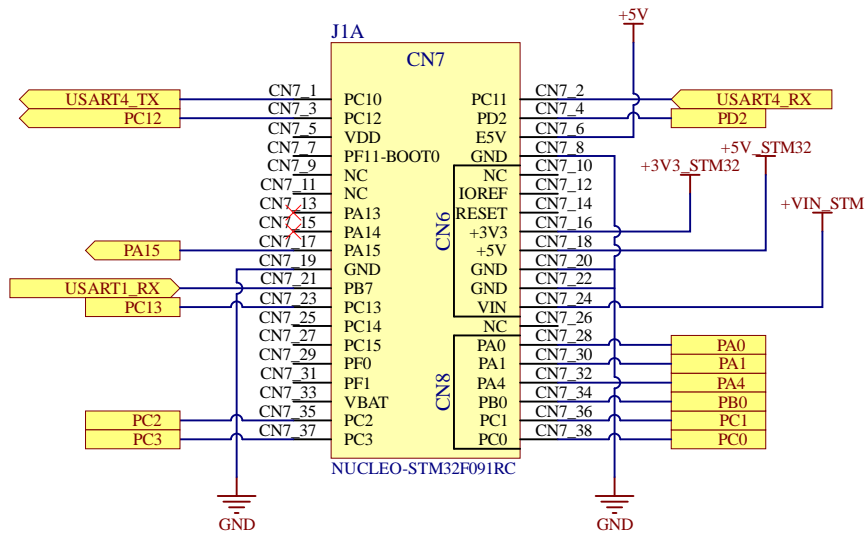 +5V
J1A
CN7
CN7_1 PC10 PC11 CN7_2
USART4_TX USART4_RX
CN7_3 PC12 PD2 CN7_4
PC12 PD2
CN7_5 VDD E5V CN7_6
CN7_7 PF11-BOOT0 GND CN7_8
+5V_STM32
CN7_9 NC NC CN7_10
+3V3_STM32
CN7_11 NC IOREF CN7_12
CN7_13 PA13 RESET CN7_14
+VIN_STM
CN7_15 PA14 +3V3 CN7_16
CN6
CN7_17 PA15 +5V CN7_18
PA15
CN7_19 GND GND CN7_20
CN7_21 PB7 GND CN7_22
USART1_RX
CN7_23 PC13 VIN CN7_24
PC13
CN7_25 PC14 NC CN7_26
CN7_27 PC15 PA0 CN7_28
PA0
CN7_29 PF0 PA1 CN7_30
PA1
CN7_31 PF1 PA4 CN7_32
PA4
CN8
CN7_33 VBAT PB0 CN7_34
PB0
CN7_35 PC2 PC1 CN7_36
PC2 PC1
CN7_37 PC3 PC0 CN7_38
PC3 PC0
NUCLEO-STM32F091RC
GND GND